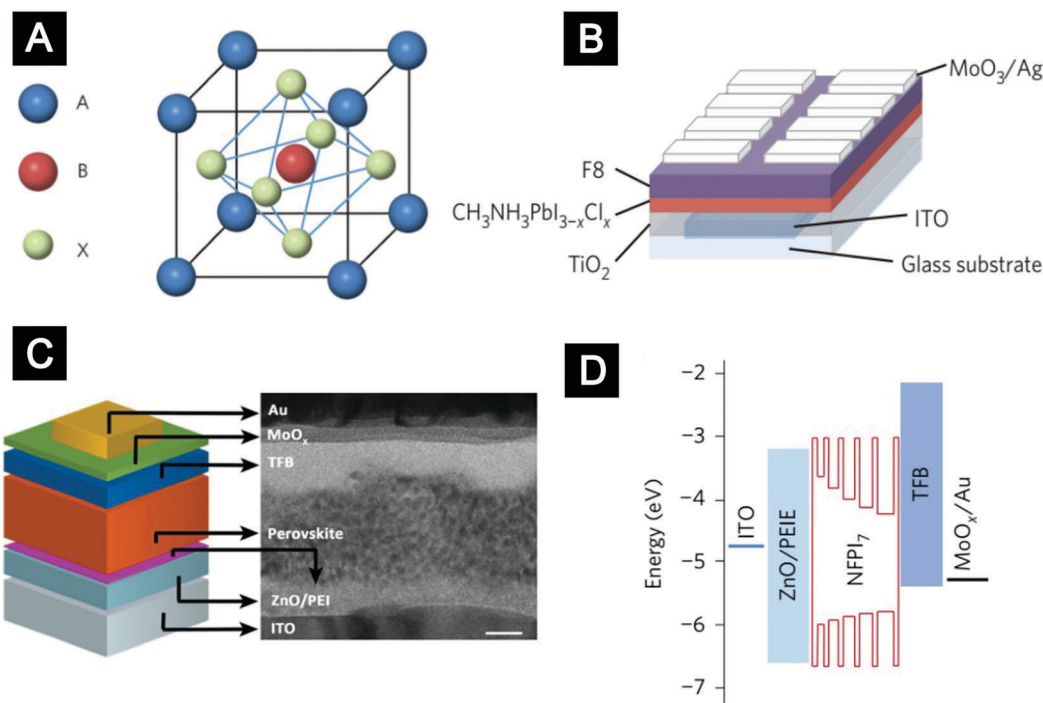 A
A
B
X
B
MoO₃/Ag
F8
CH₃NH₃PbI₃₋ₓClₓ
ITO
TiO₂
Glass substrate
C
Au
MoOₓ
TFB
Perovskite
ZnO/PEI
ITO
D
Energy (eV)
−2
−3
−4
−5
−6
−7
ITO
ZnO/PEIE
NFPI₇
TFB
MoOₓ/Au